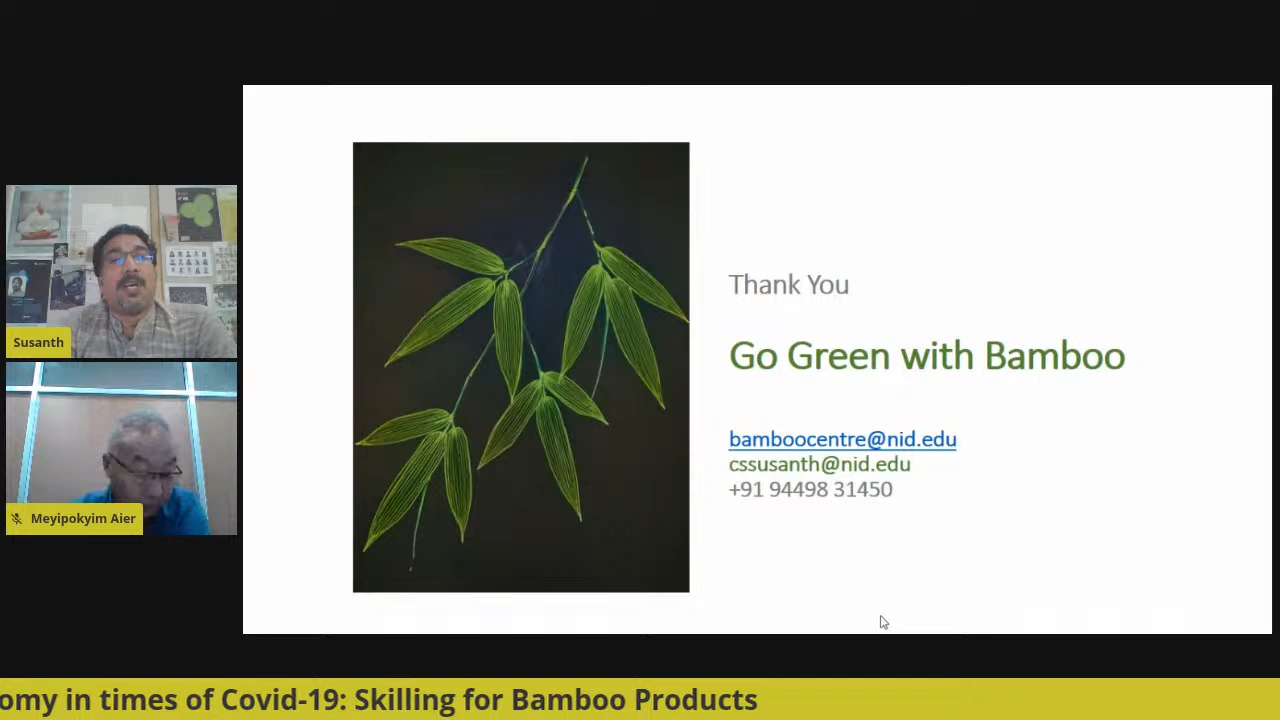 Susanth
Meyipokyim Aier
Thank You
Go Green with Bamboo
bamboocentre@nid.edu
cssusanth@nid.edu
+91 94498 31450
omy in times of Covid-19: Skilling for Bamboo Products